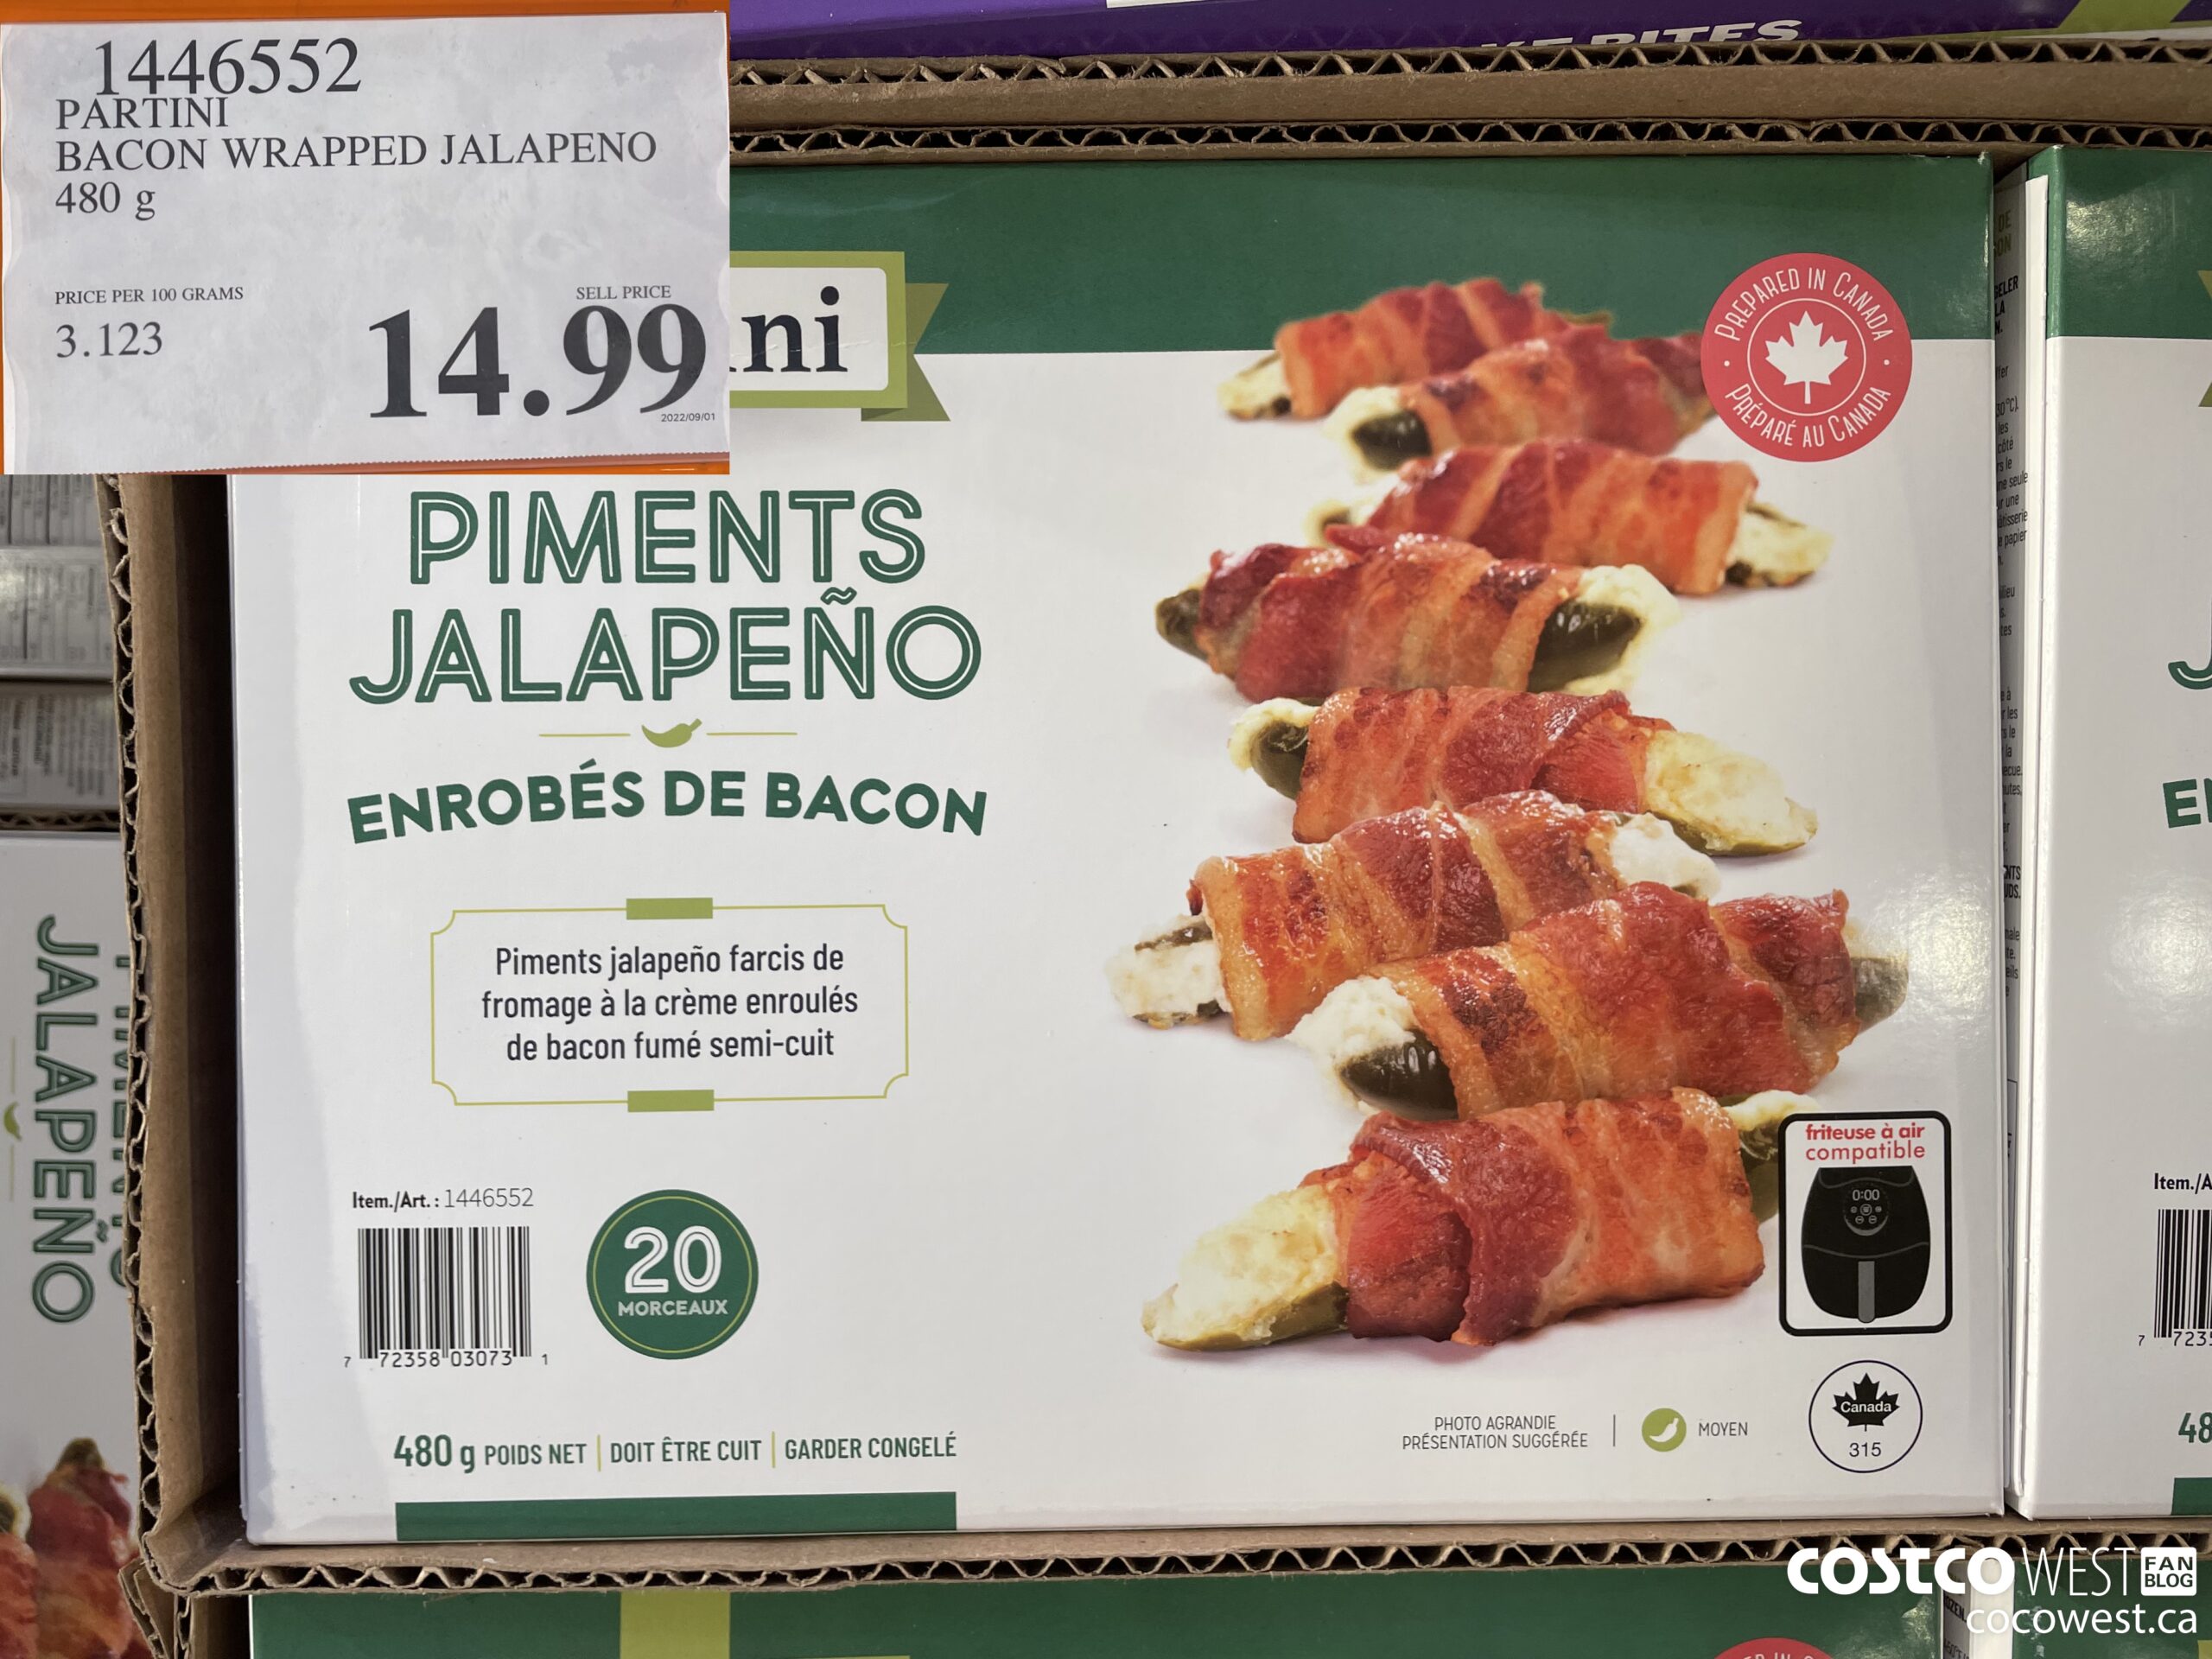 1446552
PARTINI
BACON WRAPPED JALAPENO
480 g
PRICE PER 100 GRAMS
3.123
SELL PRICE
14.99
2022/09/01
BITES
ni
PREPARED IN CANADA
PRÉPARÉ AU CANADA
PIMENTS
JALAPEÑO
ENROBÉS DE BACON
Piments jalapeño farcis de
fromage à la crème enroulés
de bacon fumé semi-cuit
friteuse à air
compatible
0:00
Item./Art.: 1446552
20
MORCEAUX
7 72358 03073 1
480 g POIDS NET | DOIT ÊTRE CUIT | GARDER CONGELÉ
PHOTO AGRANDIE
PRÉSENTATION SUGGÉRÉE
MOYEN
Canada
315
JALAPEÑO
Item./A
7 723
48
COSTCO WEST FAN BLOG
cocowest.ca